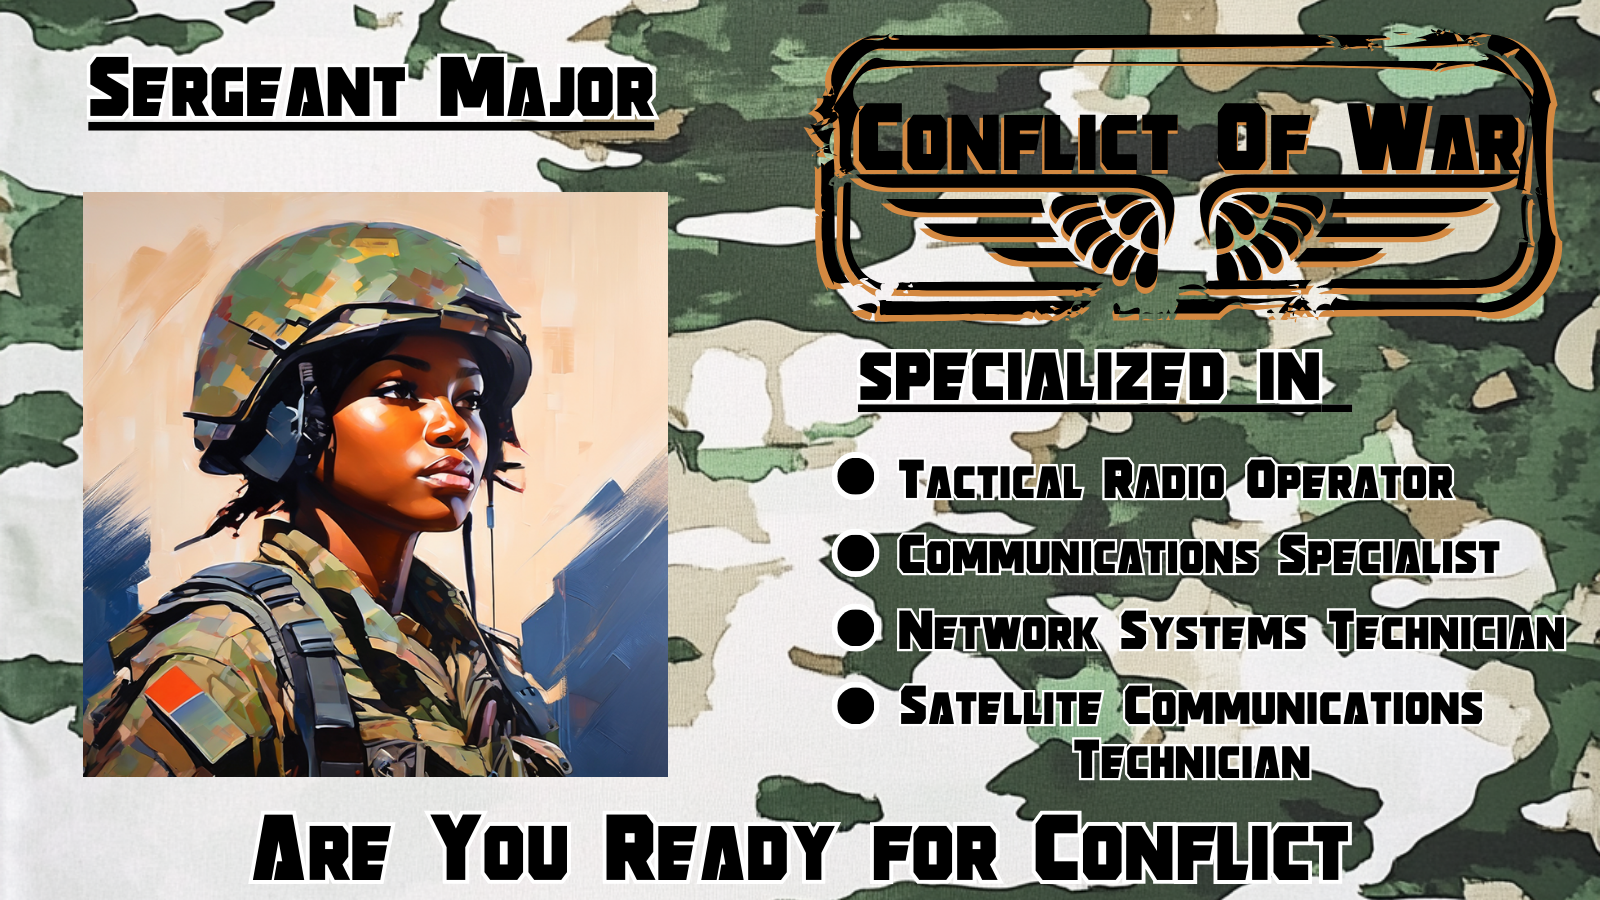 Sergeant Major
Conflict Of War
SPECIALIZED IN
Tactical Radio Operator
Communications Specialist
Network Systems Technician
Satellite Communications
Technician
Are You Ready for Conflict